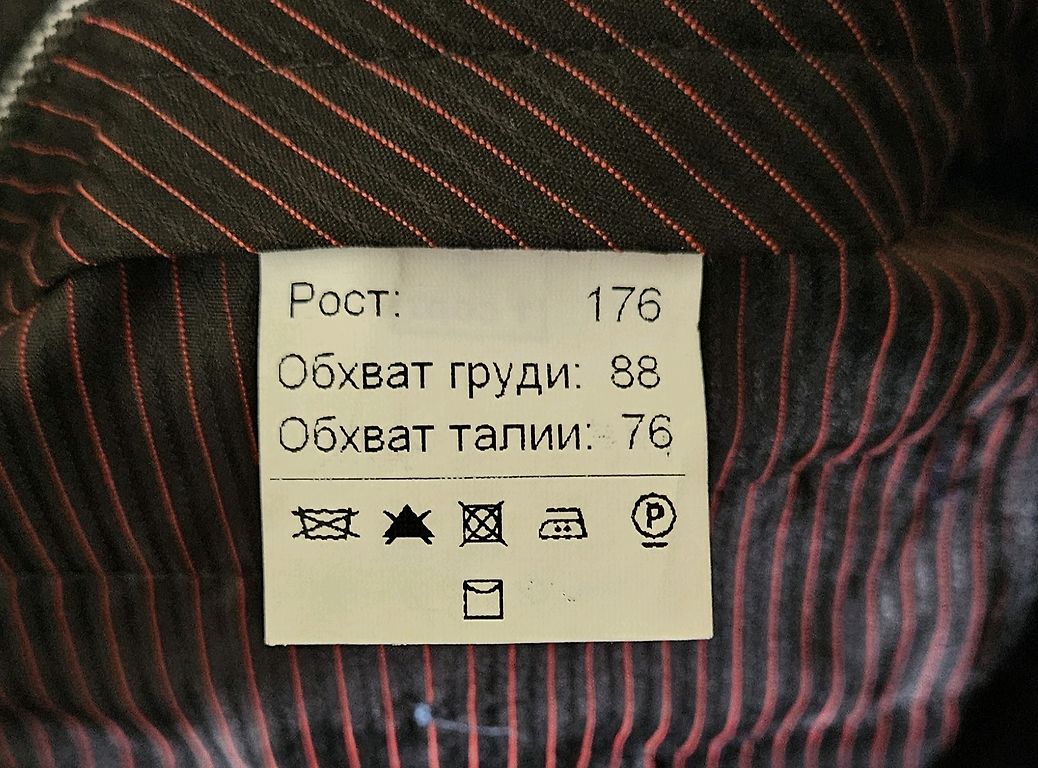 Рост: 176
Обхват груди: 88
Обхват талии: 76
P